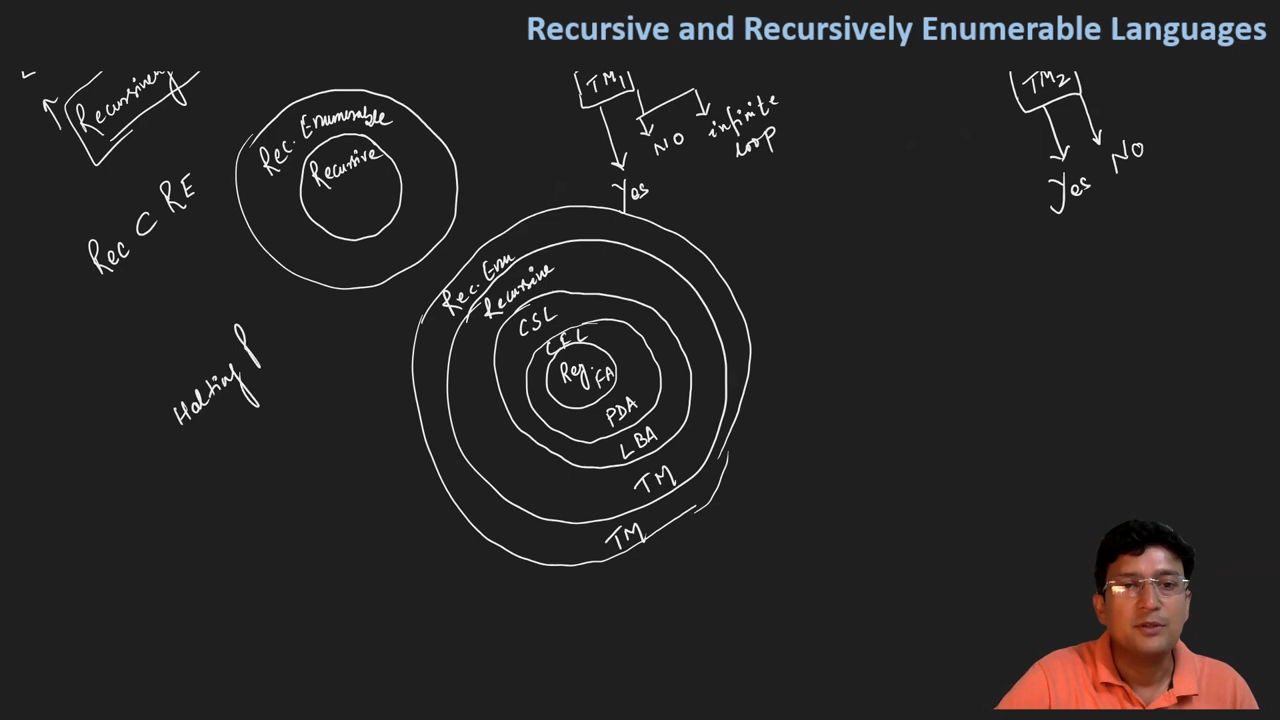 Recursive and Recursively Enumerable Languages
Recursively
Rec. Enumerable
Recursive
Rec ⊂ RE
TM1
NO
infinite
loop
Yes
TM2
Yes
NO
Rec. Enu
Recursive
CSL
CFL
Reg.
FA
PDA
LBA
TM
TM
Halting P